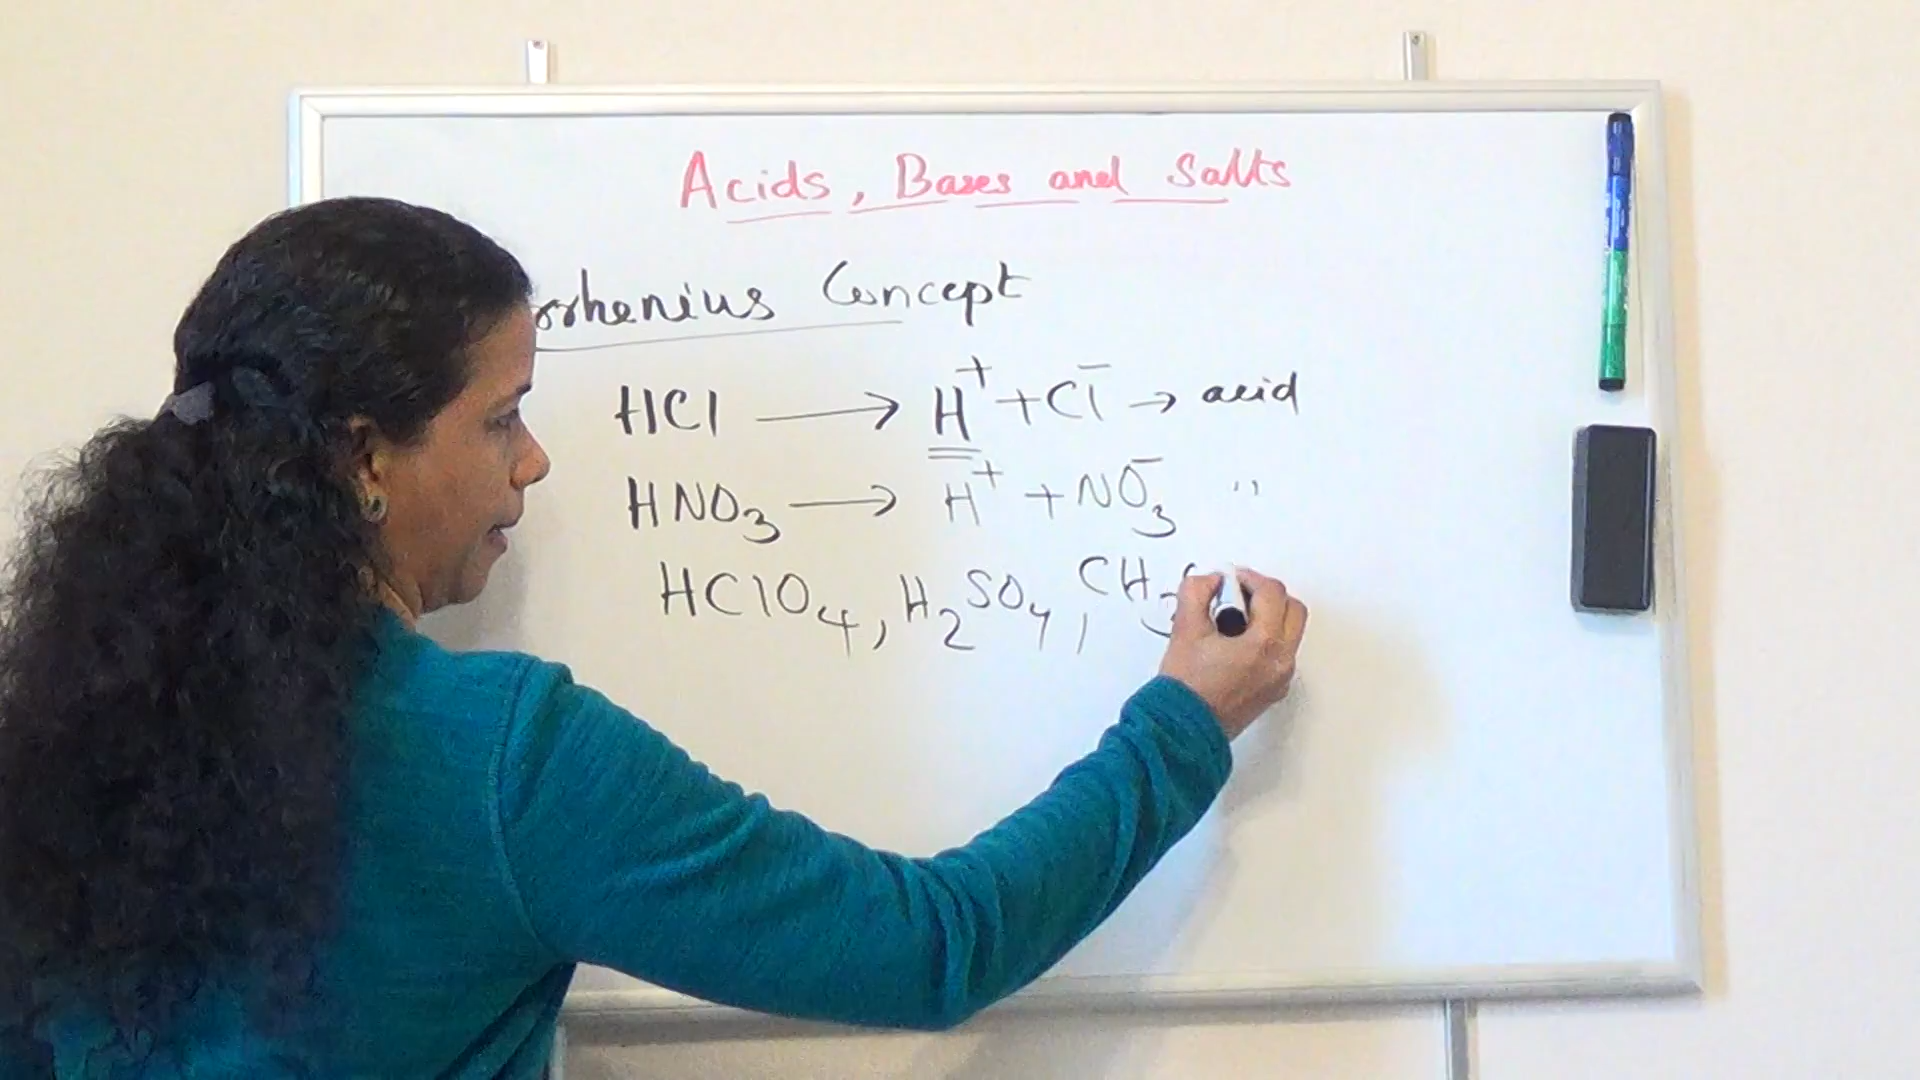 Acids, Bases and Salts
rrhenius Concept
HCl → H⁺ + Cl⁻ → acid
HNO₃ → H⁺ + NO₃⁻ "
HClO₄, H₂SO₄, CH₃